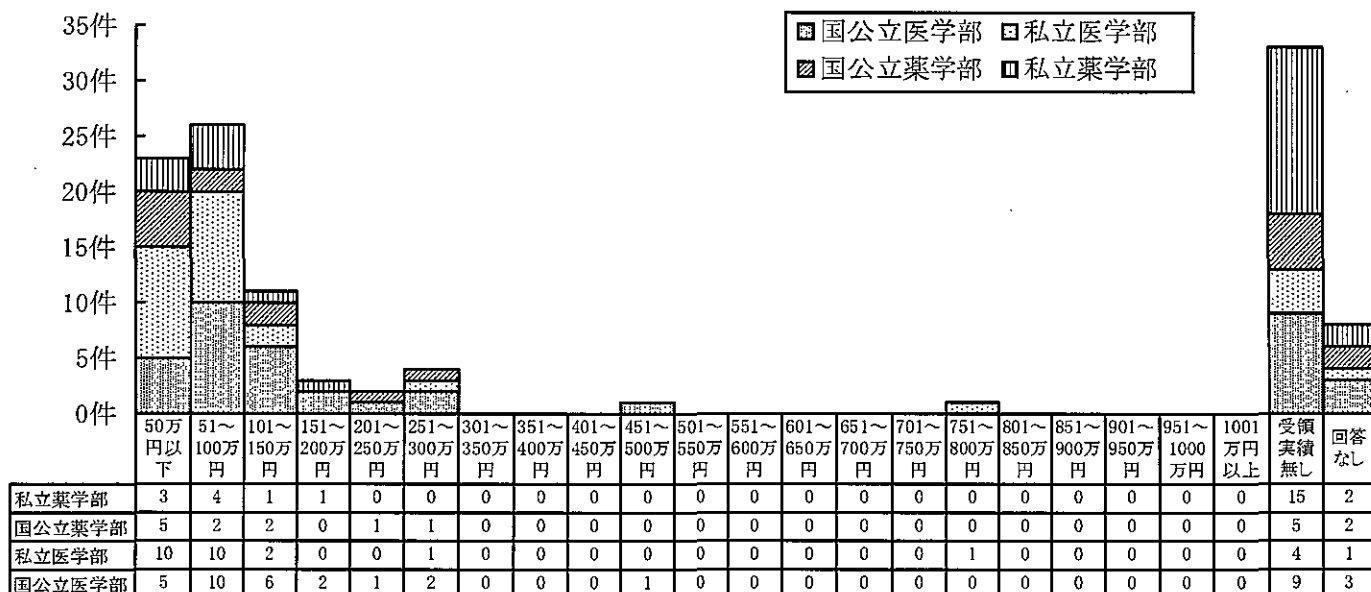 35件
30件
25件
20件
15件
10件
5件
0件
国公立医学部 私立医学部
国公立薬学部 私立薬学部
50万円以下 51～100万円 101～150万円 151～200万円 201～250万円 251～300万円 301～350万円 351～400万円 401～450万円 451～500万円 501～550万円 551～600万円 601～650万円 651～700万円 701～750万円 751～800万円 801～850万円 851～900万円 901～950万円 951～1000万円 1001万円以上 受領実績無し 回答なし
私立薬学部 3 4 1 1 0 0 0 0 0 0 0 0 0 0 0 0 0 0 0 0 0 15 2
国公立薬学部 5 2 2 0 1 1 0 0 0 0 0 0 0 0 0 0 0 0 0 0 0 5 2
私立医学部 10 10 2 0 0 1 0 0 0 0 0 0 0 0 0 1 0 0 0 0 0 4 1
国公立医学部 5 10 6 2 1 2 0 0 0 1 0 0 0 0 0 0 0 0 0 0 0 9 3